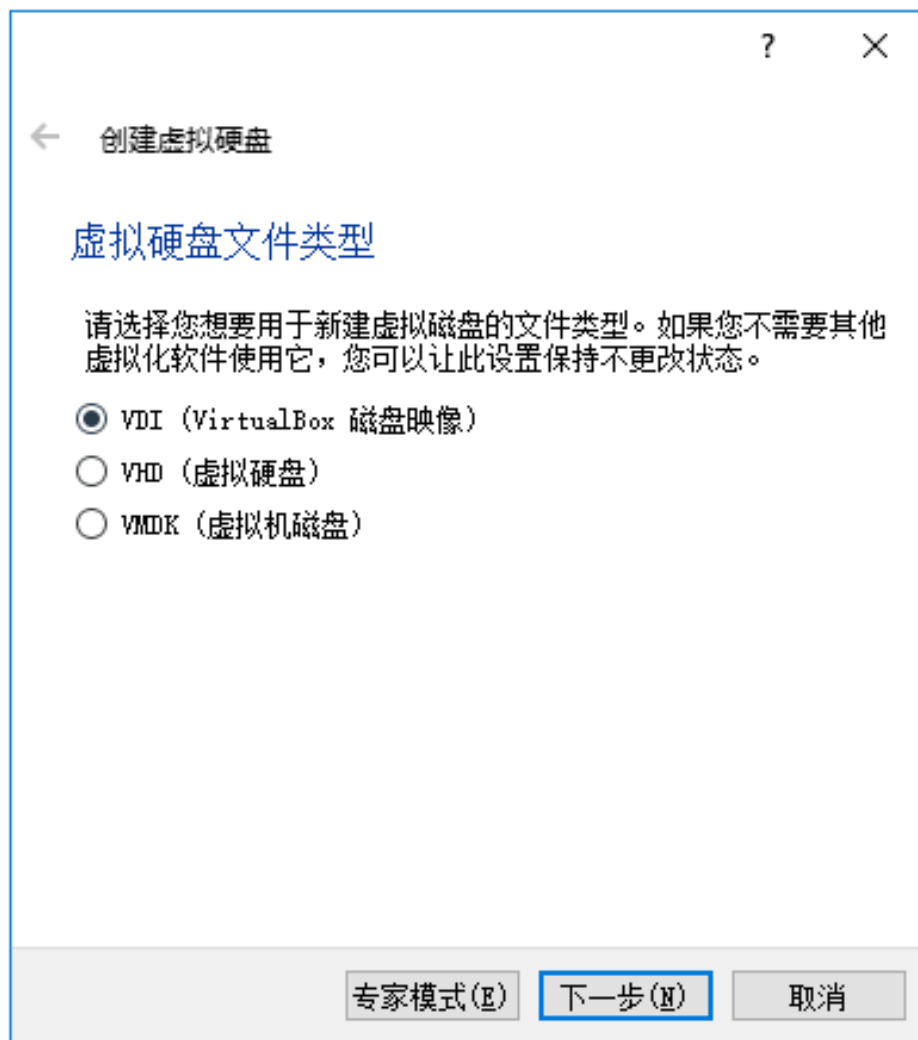 ?
创建虚拟硬盘
虚拟硬盘文件类型
请选择您想要用于新建虚拟磁盘的文件类型。如果您不需要其他
虚拟化软件使用它，您可以让此设置保持不更改状态。
VDI (VirtualBox 磁盘映像)
VHD (虚拟硬盘)
VMDK (虚拟机磁盘)
专家模式(E) 下一步(N) 取消